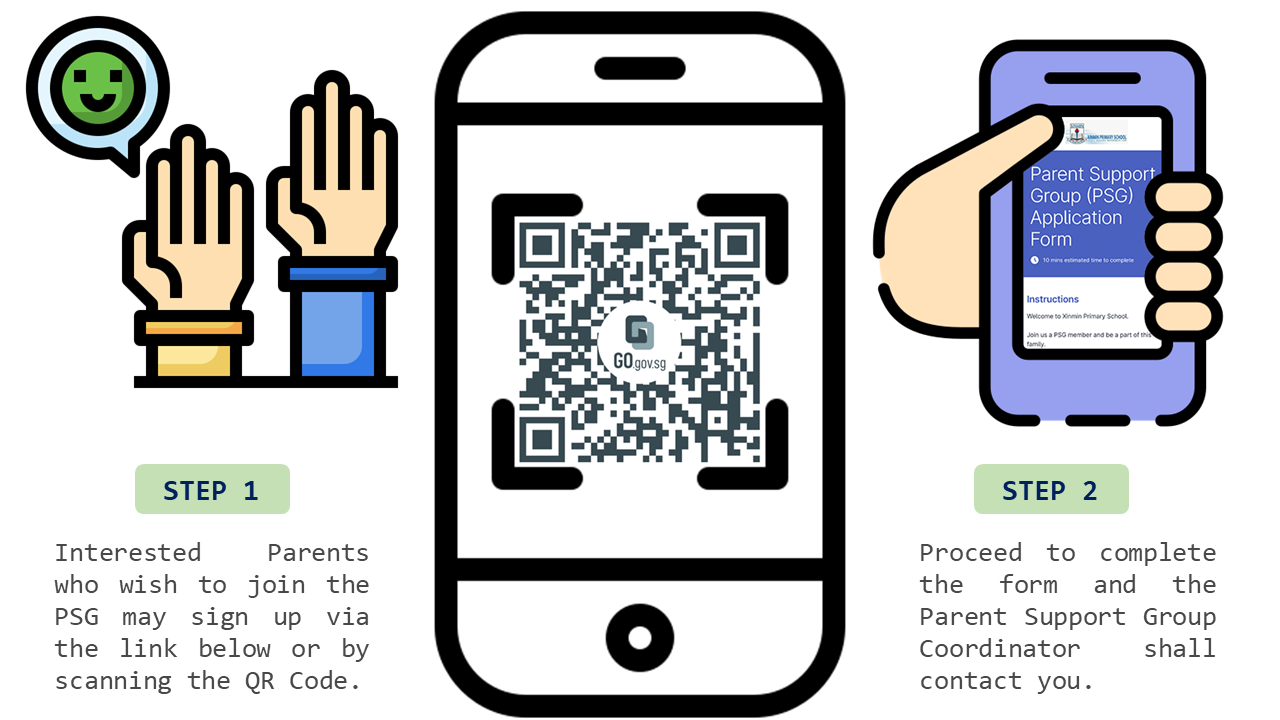 STEP 1
Interested Parents
who wish to join the
PSG may sign up via
the link below or by
scanning the QR Code.
GO.gov.sg
XINMIN PRIMARY SCHOOL
Parent Support
Group (PSG)
Application
Form
10 mins estimated time to complete
Instructions
Welcome to Xinmin Primary School.
Join us a PSG member and be a part of this
family.
STEP 2
Proceed to complete
the form and the
Parent Support Group
Coordinator shall
contact you.